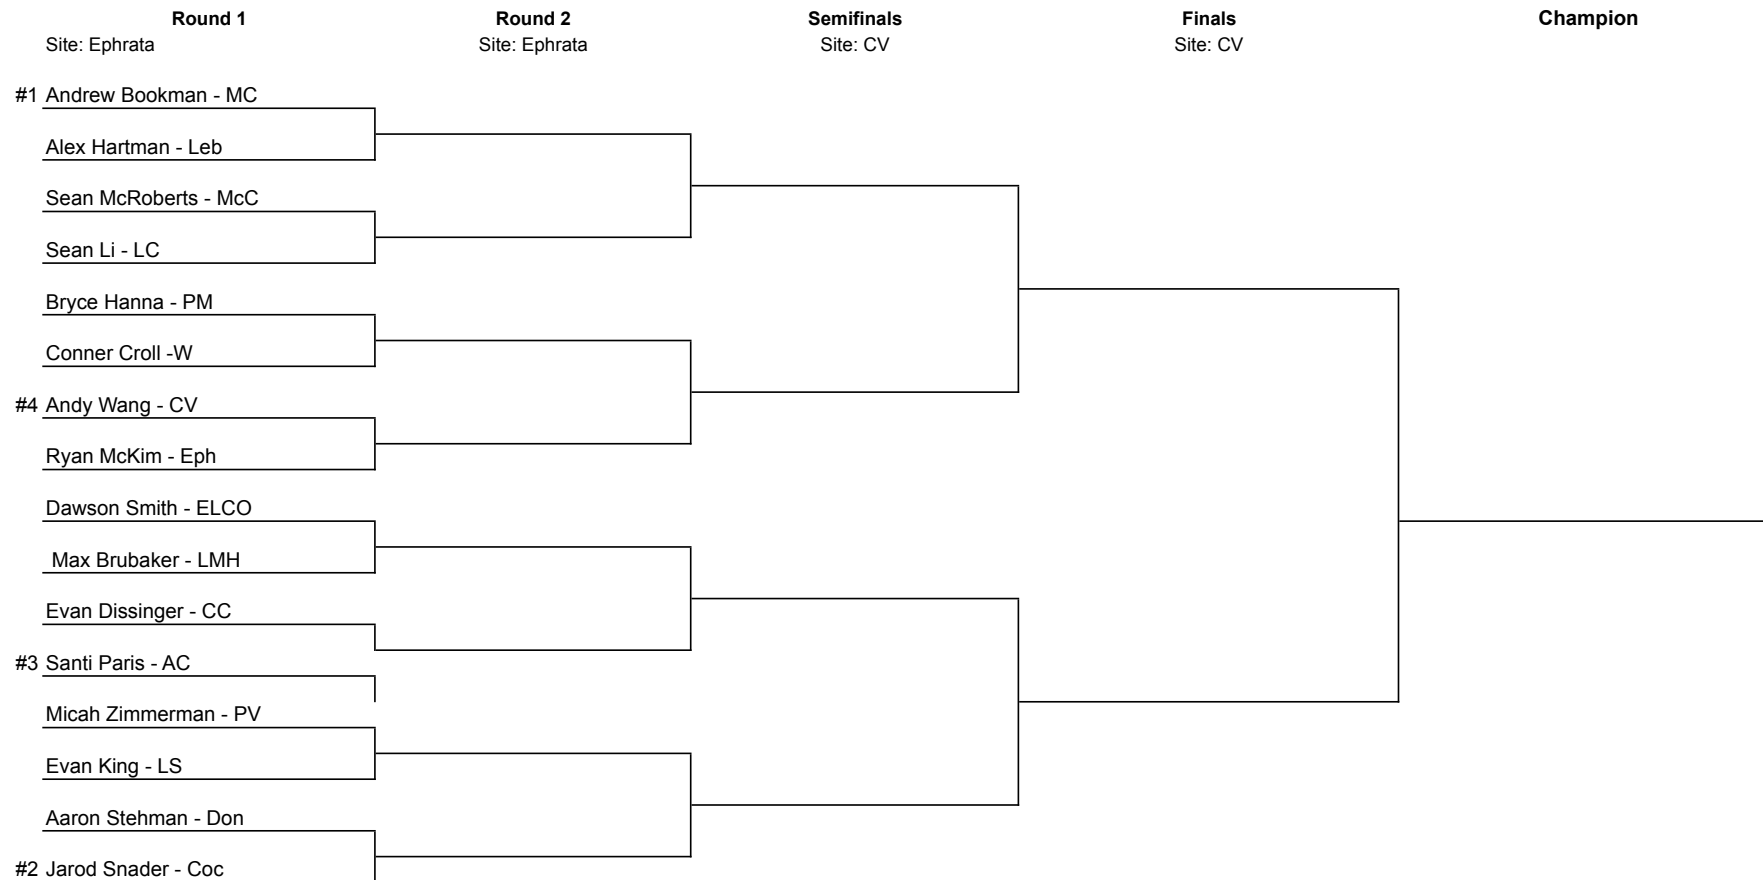 Round 1 Round 2 Semifinals Finals Champion
Site: Ephrata Site: Ephrata Site: CV Site: CV
#1 Andrew Bookman - MC
Alex Hartman - Leb
Sean McRoberts - McC
Sean Li - LC
Bryce Hanna - PM
Conner Croll -W
#4 Andy Wang - CV
Ryan McKim - Eph
Dawson Smith - ELCO
Max Brubaker - LMH
Evan Dissinger - CC
#3 Santi Paris - AC
Micah Zimmerman - PV
Evan King - LS
Aaron Stehman - Don
#2 Jarod Snader - Coc